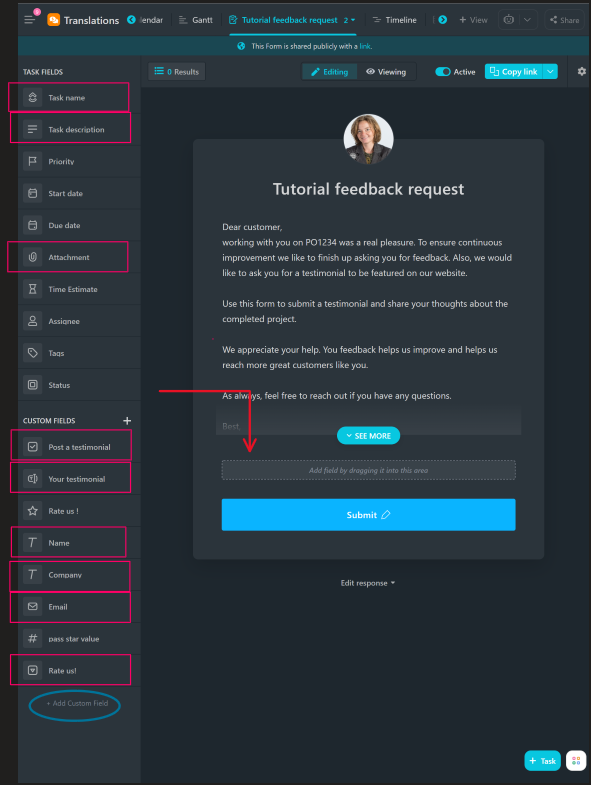 Translations
lendar
Gantt
Tutorial feedback request 2
Timeline
+ View
Share
This Form is shared publicly with a link.
TASK FIELDS
0 Results
Editing
Viewing
Active
Copy link
Task name
Task description
Priority
Start date
Due date
Attachment
Time Estimate
Assignee
Tags
Status
CUSTOM FIELDS +
Post a testimonial
Your testimonial
Rate us !
Name
Company
Email
pass star value
Rate us!
+ Add Custom Field
Tutorial feedback request
Dear customer,
working with you on PO1234 was a real pleasure. To ensure continuous
improvement we like to finish up asking you for feedback. Also, we would
like to ask you for a testimonial to be featured on our website.
Use this form to submit a testimonial and share your thoughts about the
completed project.
We appreciate your help. You feedback helps us improve and helps us
reach more great customers like you.
As always, feel free to reach out if you have any questions.
Best,
SEE MORE
Add field by dragging it into this area
Submit
Edit response
+ Task